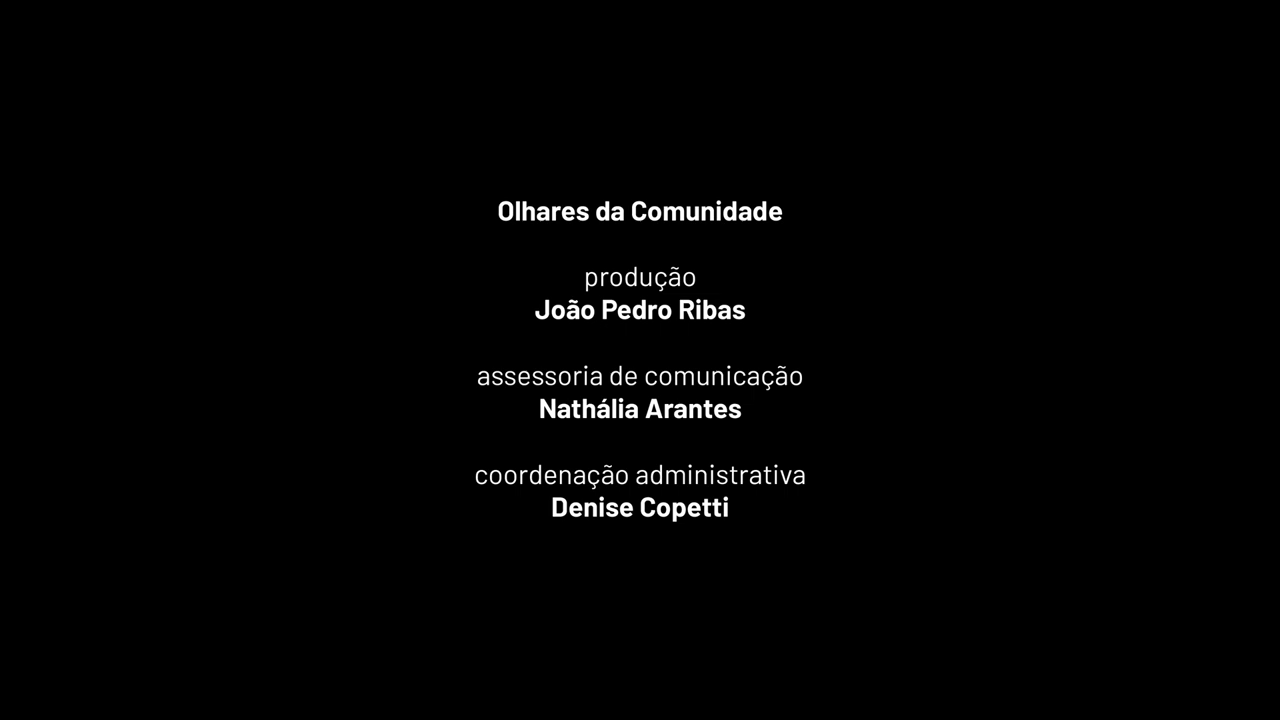 Olhares da Comunidade
produção
João Pedro Ribas
assessoria de comunicação
Nathália Arantes
coordenação administrativa
Denise Copetti